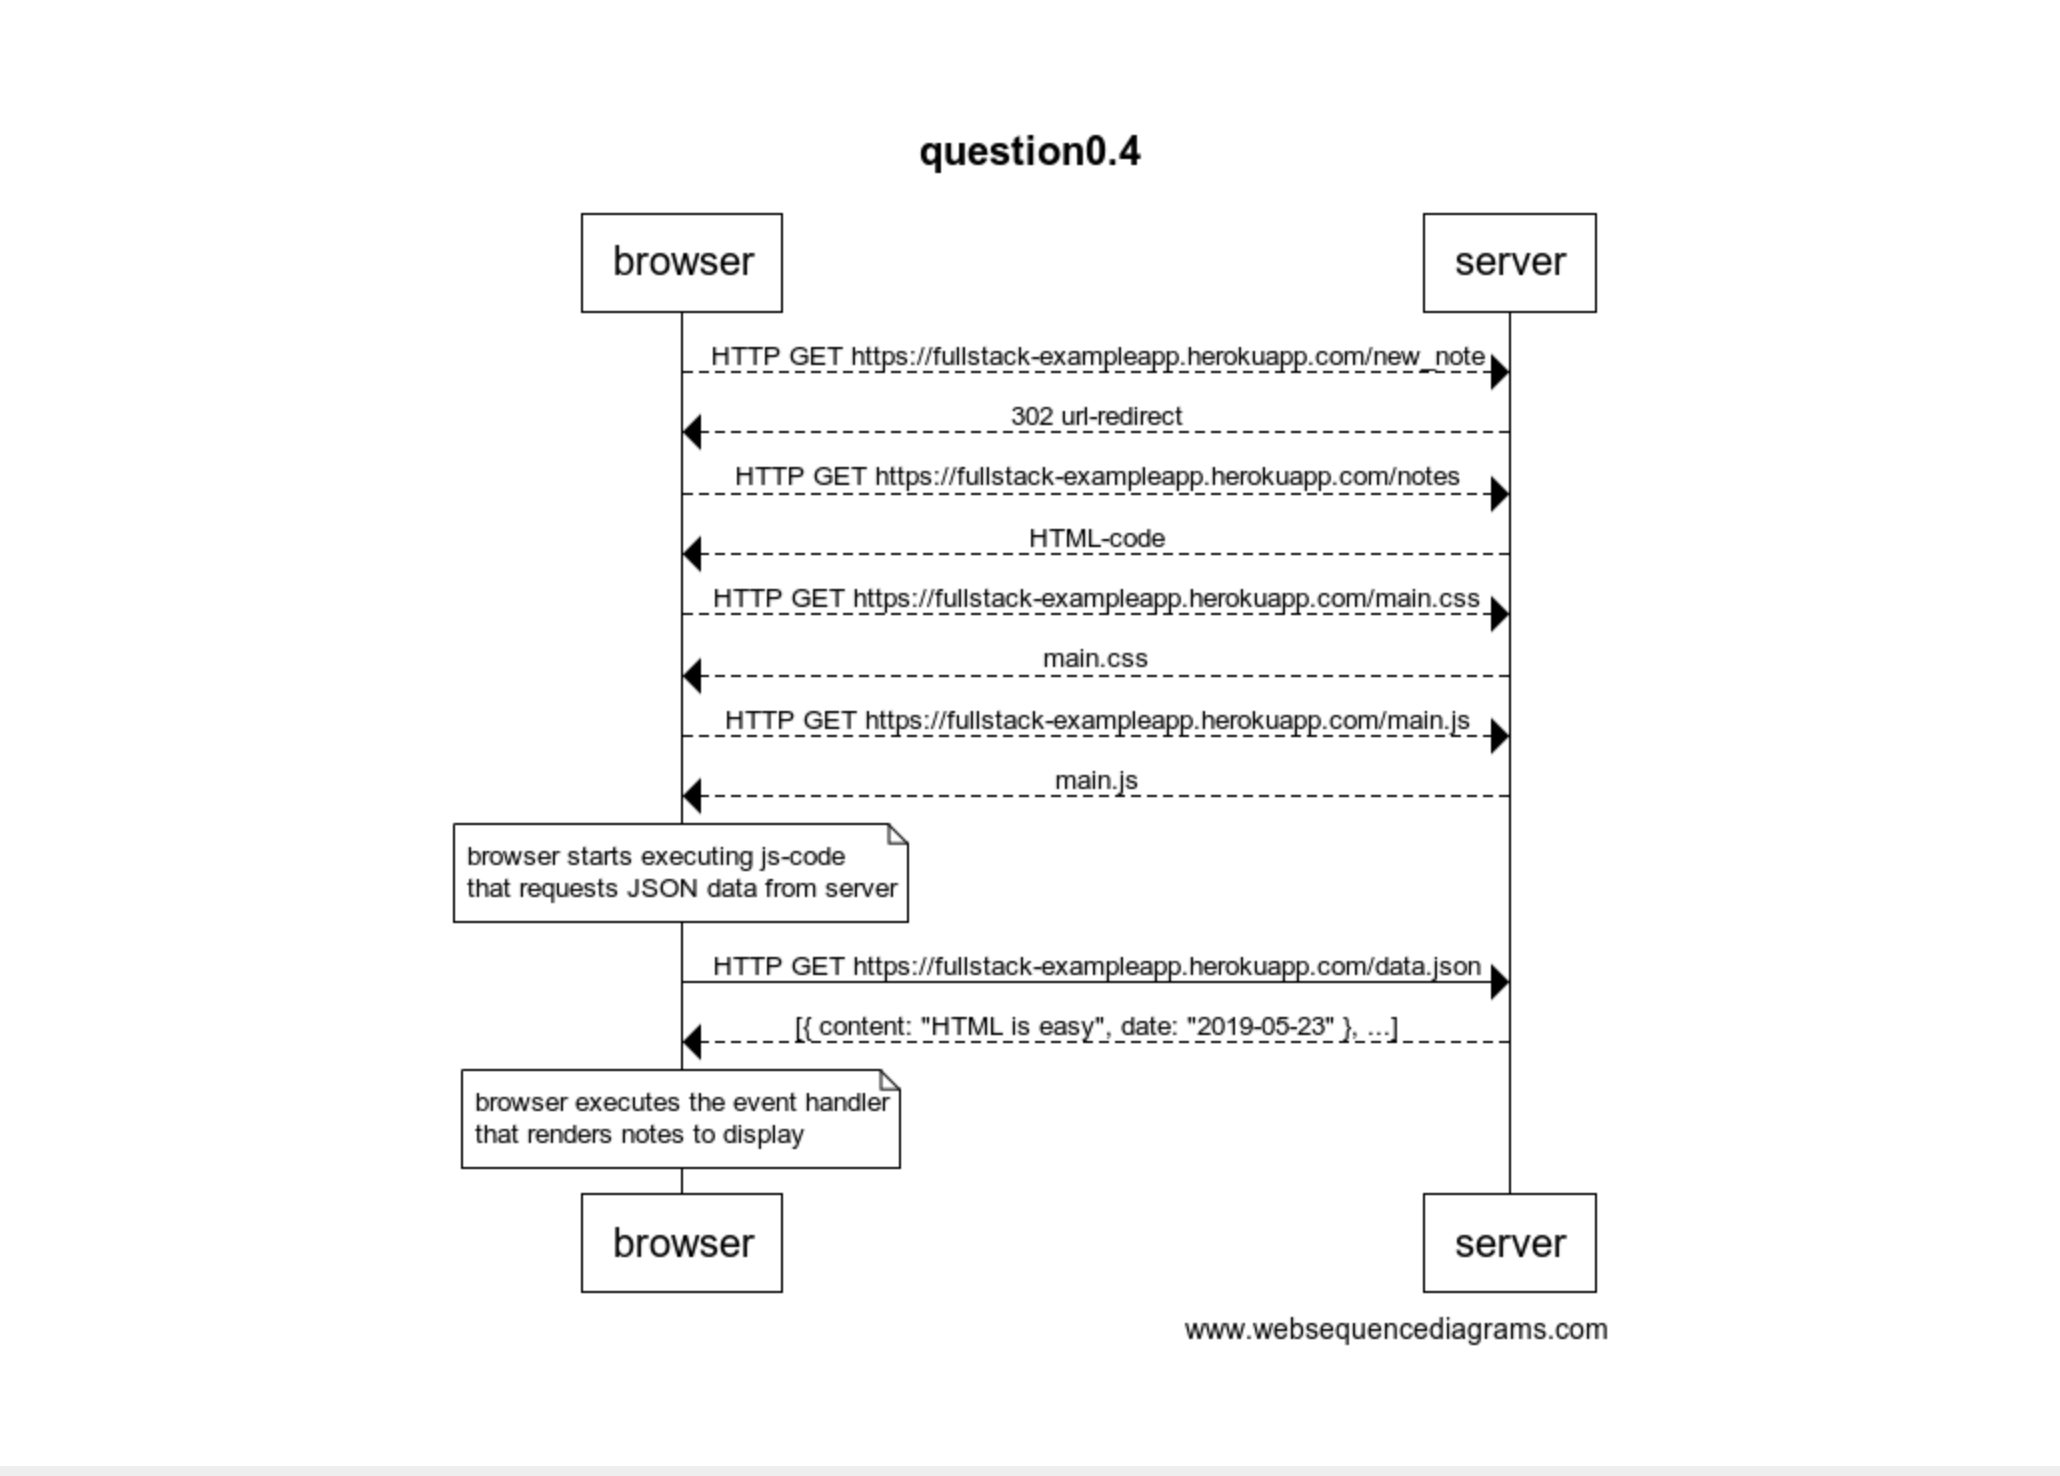 question0.4
browser
server
HTTP GET https://fullstack-exampleapp.herokuapp.com/new_note
302 url-redirect
HTTP GET https://fullstack-exampleapp.herokuapp.com/notes
HTML-code
HTTP GET https://fullstack-exampleapp.herokuapp.com/main.css
main.css
HTTP GET https://fullstack-exampleapp.herokuapp.com/main.js
main.js
browser starts executing js-code
that requests JSON data from server
HTTP GET https://fullstack-exampleapp.herokuapp.com/data.json
[{ content: "HTML is easy", date: "2019-05-23" }, ...]
browser executes the event handler
that renders notes to display
browser
server
www.websequencediagrams.com